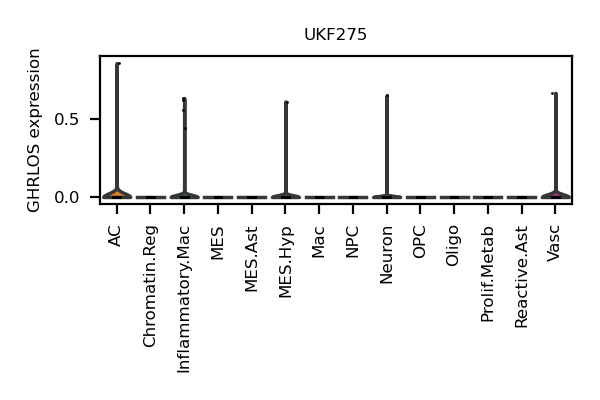 UKF275
GHRLOS expression
0.5
0.0
AC
Chromatin.Reg
Inflammatory.Mac
MES
MES.Ast
MES.Hyp
Mac
NPC
Neuron
OPC
Oligo
Prolif.Metab
Reactive.Ast
Vasc